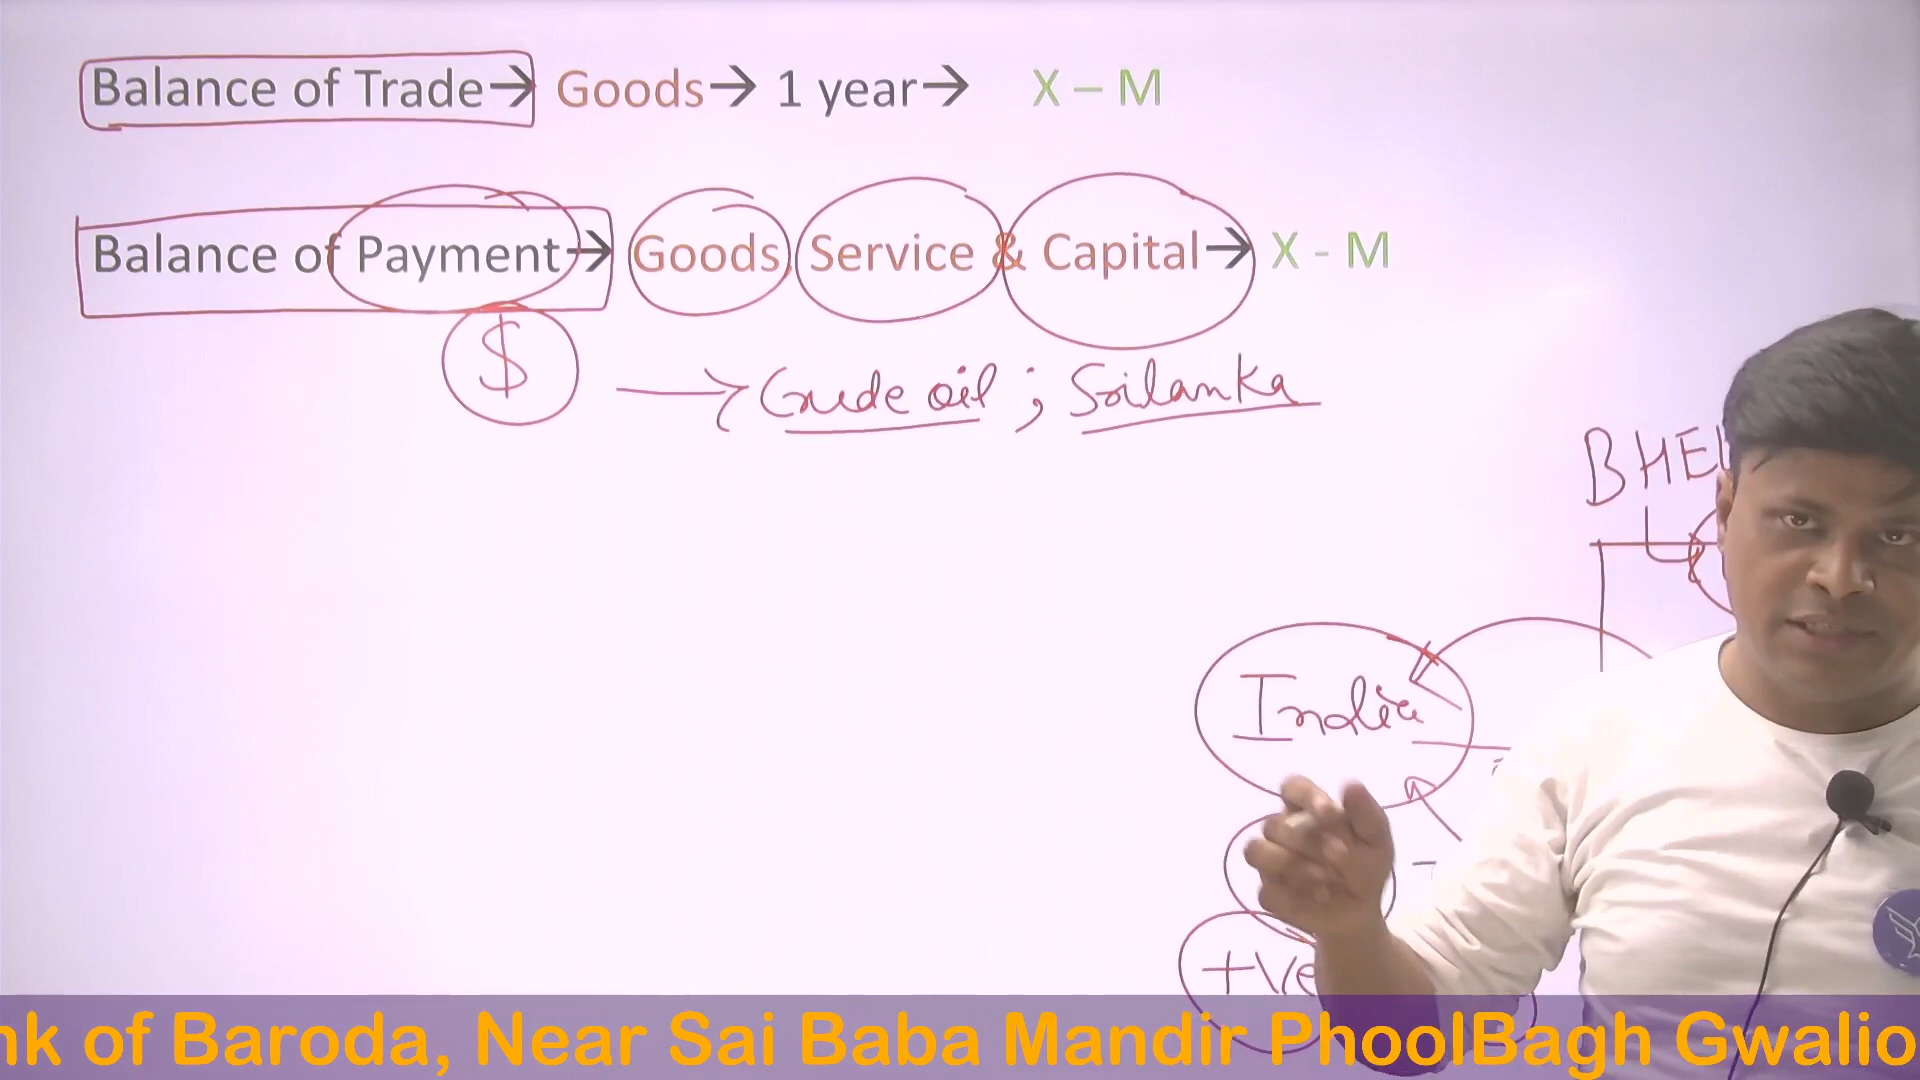 Balance of Trade→ Goods→ 1 year→ X – M
Balance of Payment→ Goods, Service & Capital→ X - M
$ → Crude oil ; Srilanka
BHEL
India
+Ve
nk of Baroda, Near Sai Baba Mandir PhoolBagh Gwalio